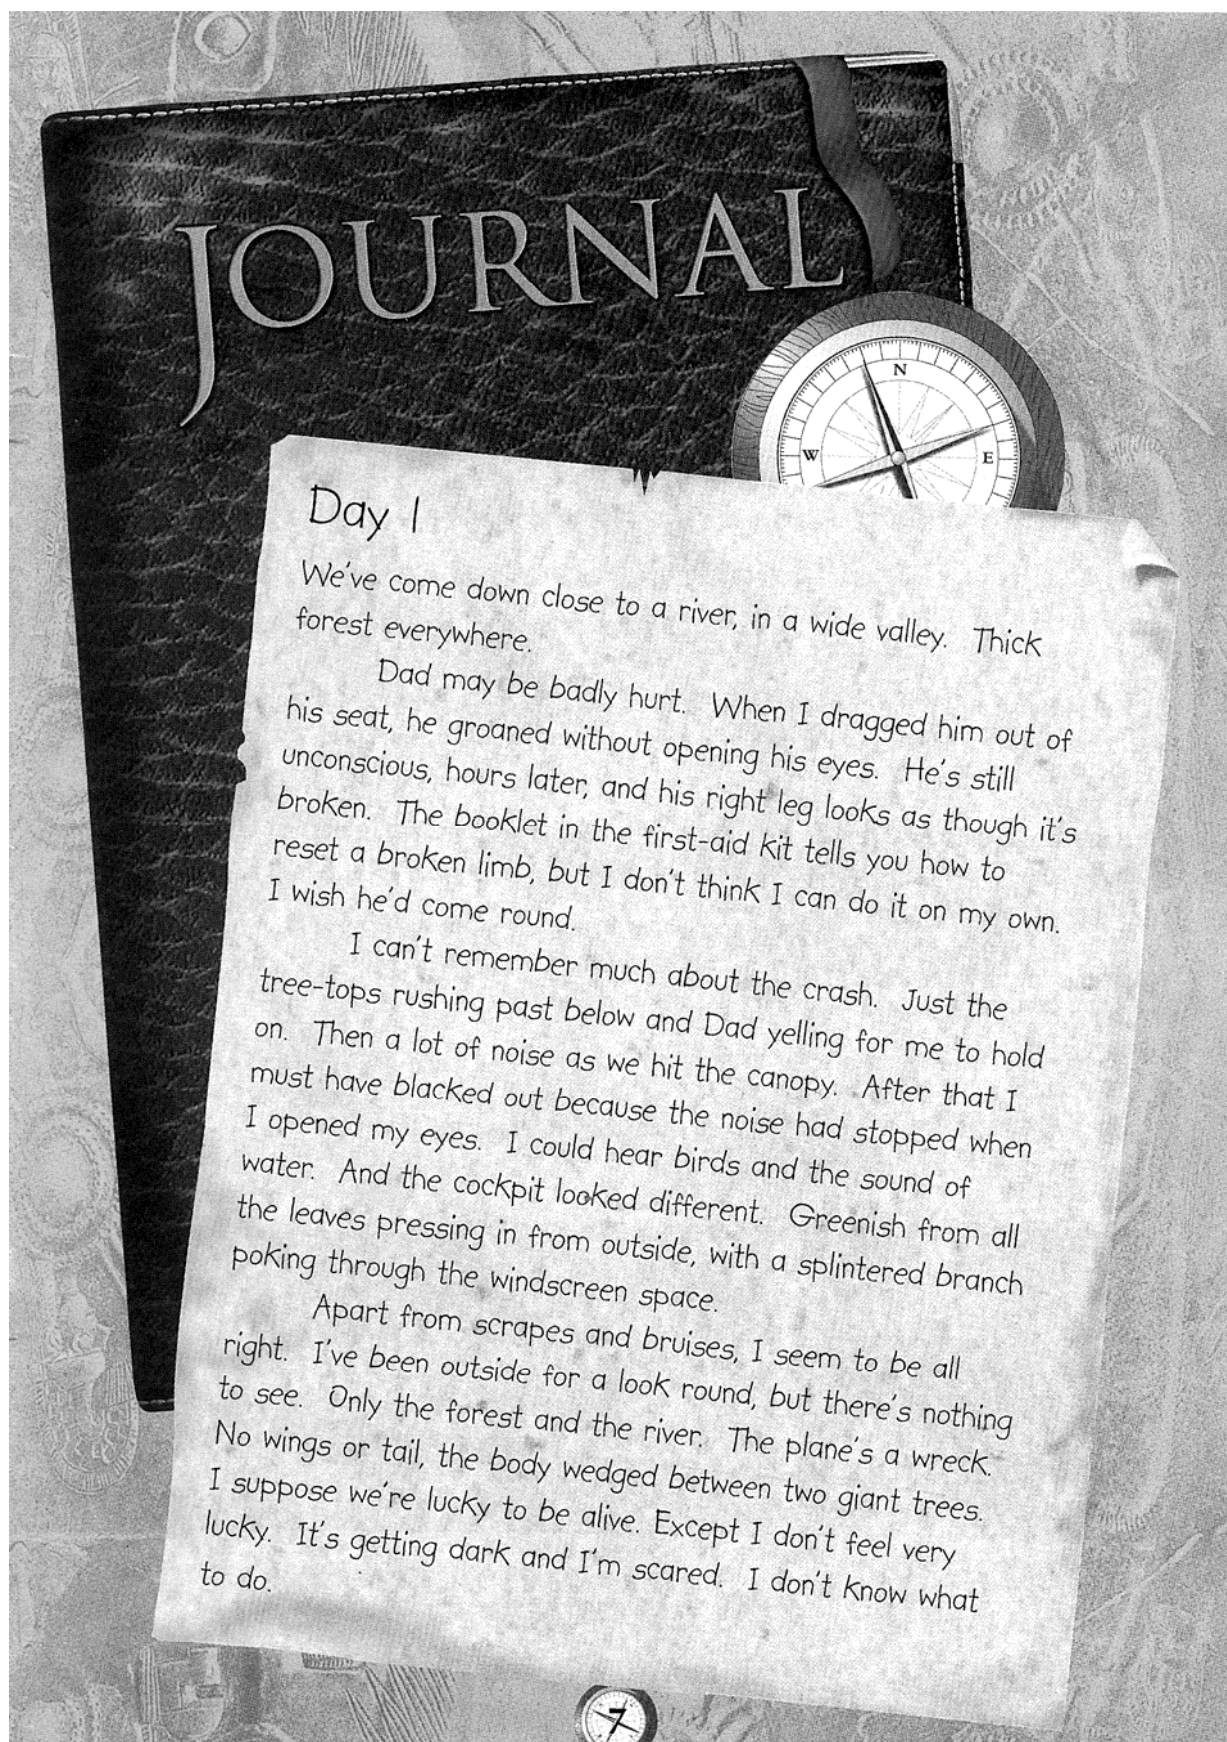 JOURNAL
N
W
E
Day 1
We've come down close to a river, in a wide valley. Thick
forest everywhere.
Dad may be badly hurt. When I dragged him out of
his seat, he groaned without opening his eyes. He's still
unconscious, hours later, and his right leg looks as though it's
broken. The booklet in the first-aid kit tells you how to
reset a broken limb, but I don't think I can do it on my own.
I wish he'd come round.
I can't remember much about the crash. Just the
tree-tops rushing past below and Dad yelling for me to hold
on. Then a lot of noise as we hit the canopy. After that I
must have blacked out because the noise had stopped when
I opened my eyes. I could hear birds and the sound of
water. And the cockpit looked different. Greenish from all
the leaves pressing in from outside, with a splintered branch
poking through the windscreen space.
Apart from scrapes and bruises, I seem to be all
right. I've been outside for a look round, but there's nothing
to see. Only the forest and the river. The plane's a wreck.
No wings or tail, the body wedged between two giant trees.
I suppose we're lucky to be alive. Except I don't feel very
lucky. It's getting dark and I'm scared. I don't know what
to do.
7